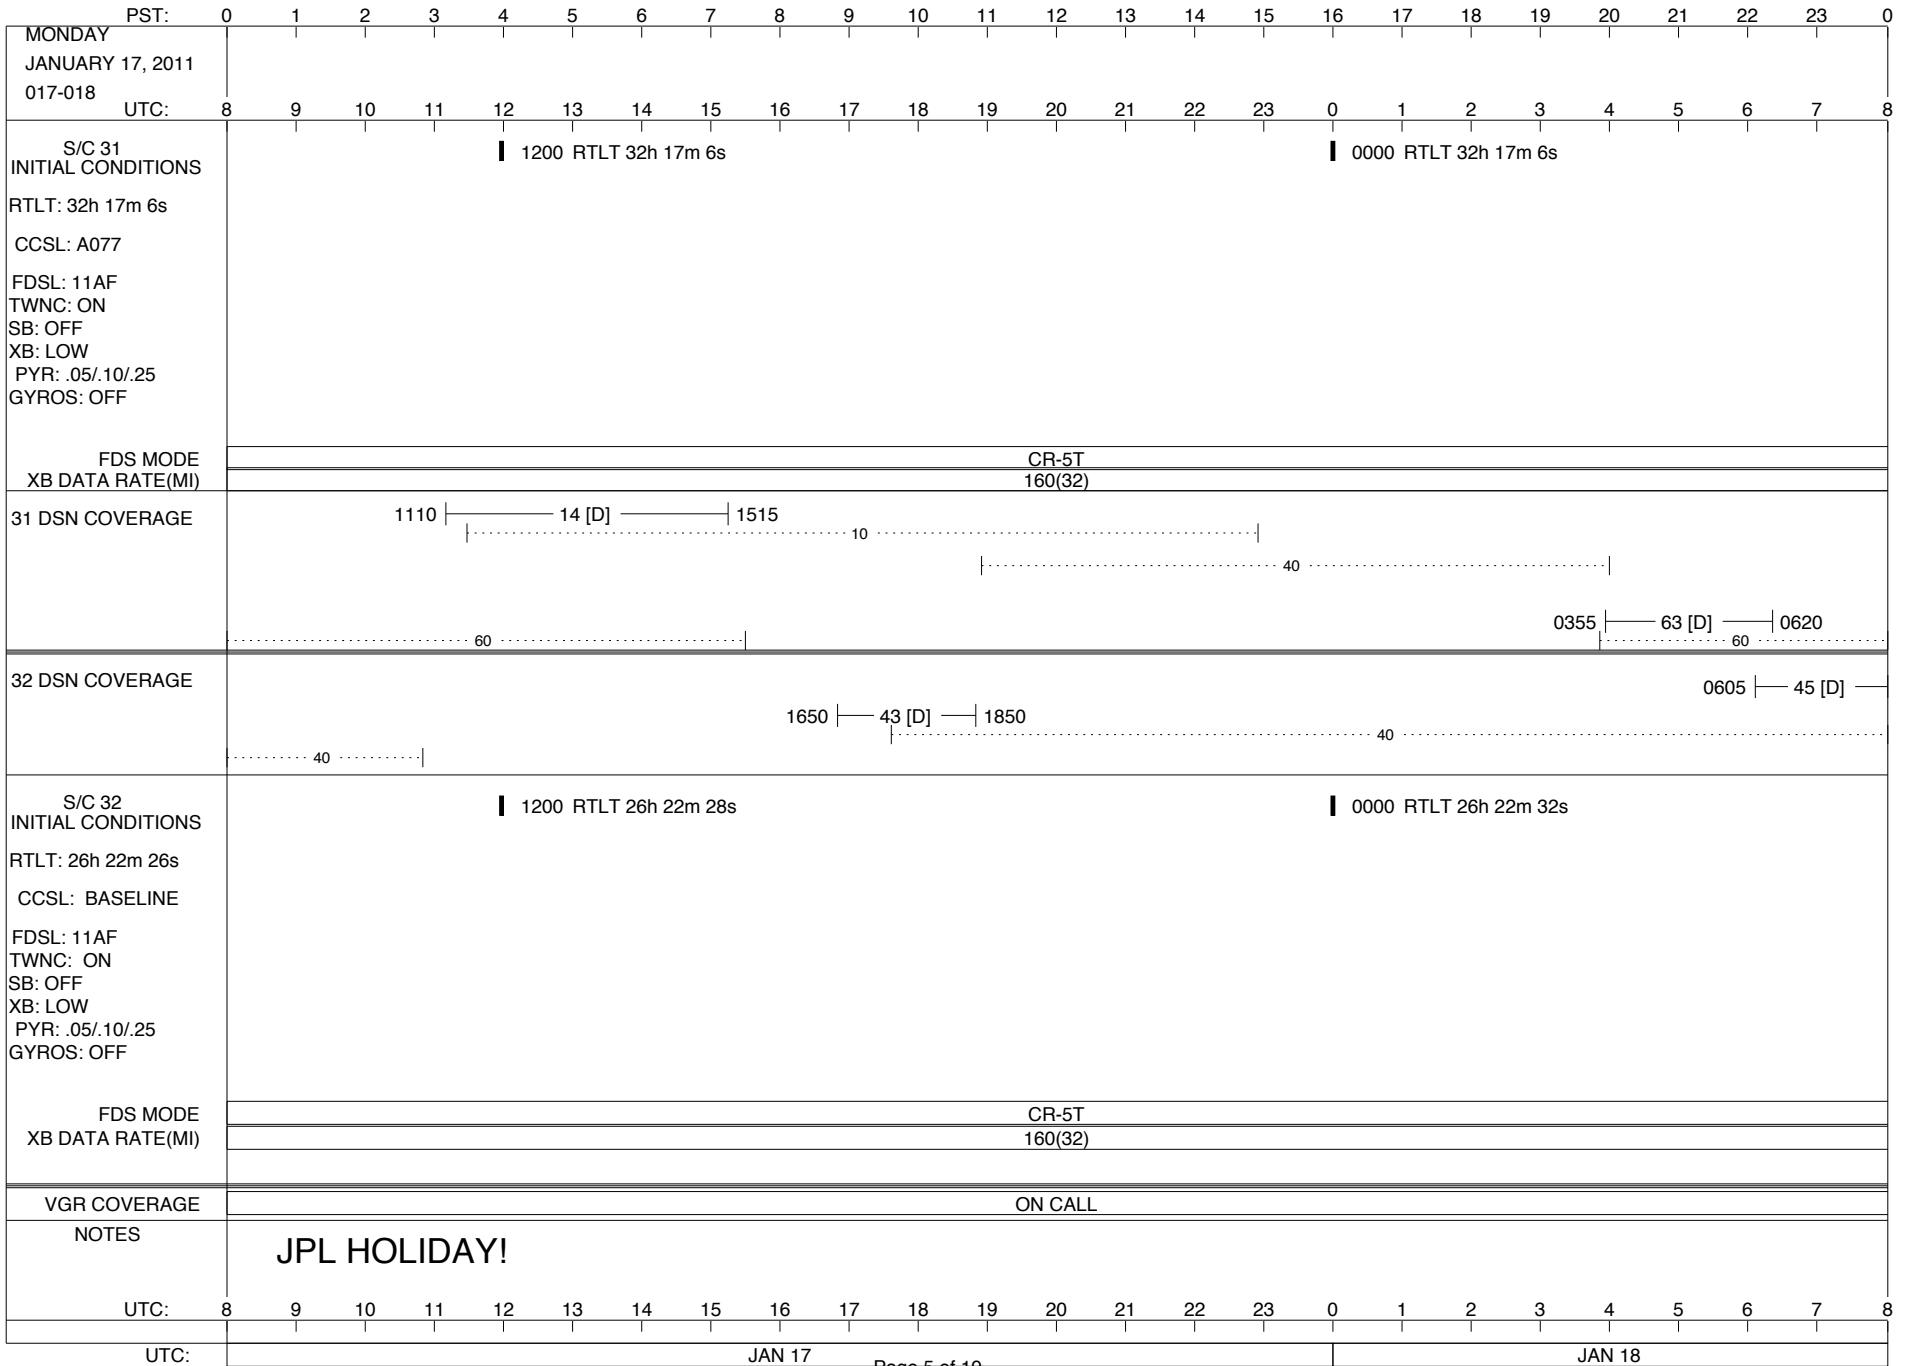 PST: 0 1 2 3 4 5 6 7 8 9 10 11 12 13 14 15 16 17 18 19 20 21 22 23 0
MONDAY
JANUARY 17, 2011
017-018
UTC: 8 9 10 11 12 13 14 15 16 17 18 19 20 21 22 23 0 1 2 3 4 5 6 7 8
S/C 31
INITIAL CONDITIONS
1200 RTLT 32h 17m 6s
0000 RTLT 32h 17m 6s
RTLT: 32h 17m 6s
CCSL: A077
FDSL: 11AF
TWNC: ON
SB: OFF
XB: LOW
PYR: .05/.10/.25
GYROS: OFF
FDS MODE CR-5T
XB DATA RATE(MI) 160(32)
31 DSN COVERAGE
1110 14 [D] 1515
10
40
0355 63 [D] 0620
60 60
32 DSN COVERAGE
0605 45 [D]
1650 43 [D] 1850
40
40
S/C 32
INITIAL CONDITIONS
1200 RTLT 26h 22m 28s
0000 RTLT 26h 22m 32s
RTLT: 26h 22m 26s
CCSL: BASELINE
FDSL: 11AF
TWNC: ON
SB: OFF
XB: LOW
PYR: .05/.10/.25
GYROS: OFF
FDS MODE CR-5T
XB DATA RATE(MI) 160(32)
VGR COVERAGE ON CALL
NOTES
JPL HOLIDAY!
UTC: 8 9 10 11 12 13 14 15 16 17 18 19 20 21 22 23 0 1 2 3 4 5 6 7 8
UTC: JAN 17 JAN 18
Page 5 of 19